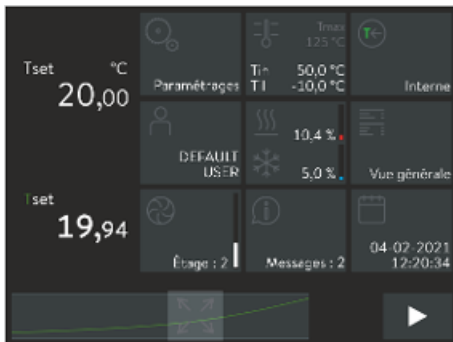 Tset °C
20,00
Tset
19,94
Paramétrages
Tmax
125 °C
Tih 50,0 °C
Til -10,0 °C
T←
Interne
DEFAULT
USER
10,4 %
5,0 %
Vue générale
Étage : 2
Messages : 2
04-02-2021
12:20:34